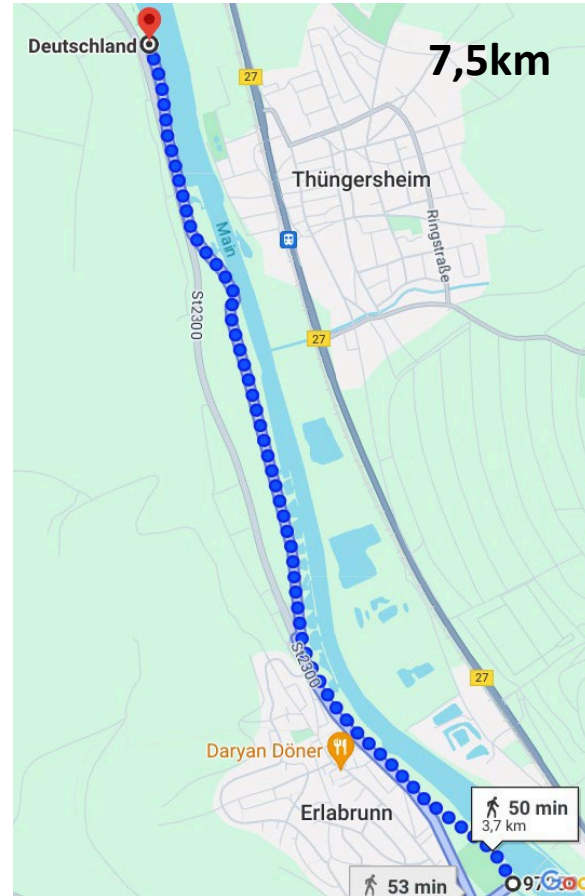 Deutschland
7,5km
27
Thüngersheim
Ringstraße
Main
St2300
27
St2300
27
Daryan Döner
Erlabrunn
50 min
3,7 km
53 min